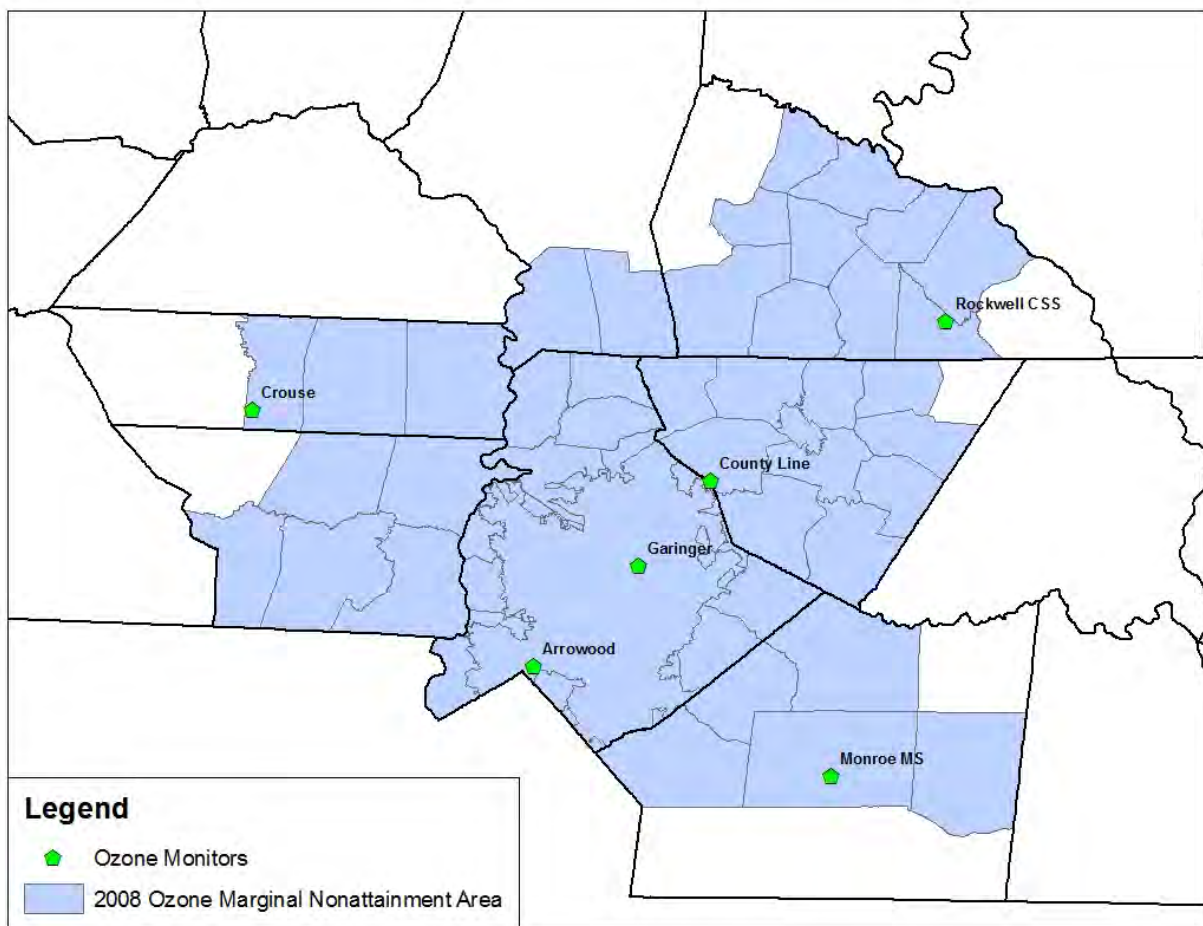 Rockwell CSS
Crouse
County Line
Garinger
Arrowood
Monroe MS
Legend
Ozone Monitors
2008 Ozone Marginal Nonattainment Area